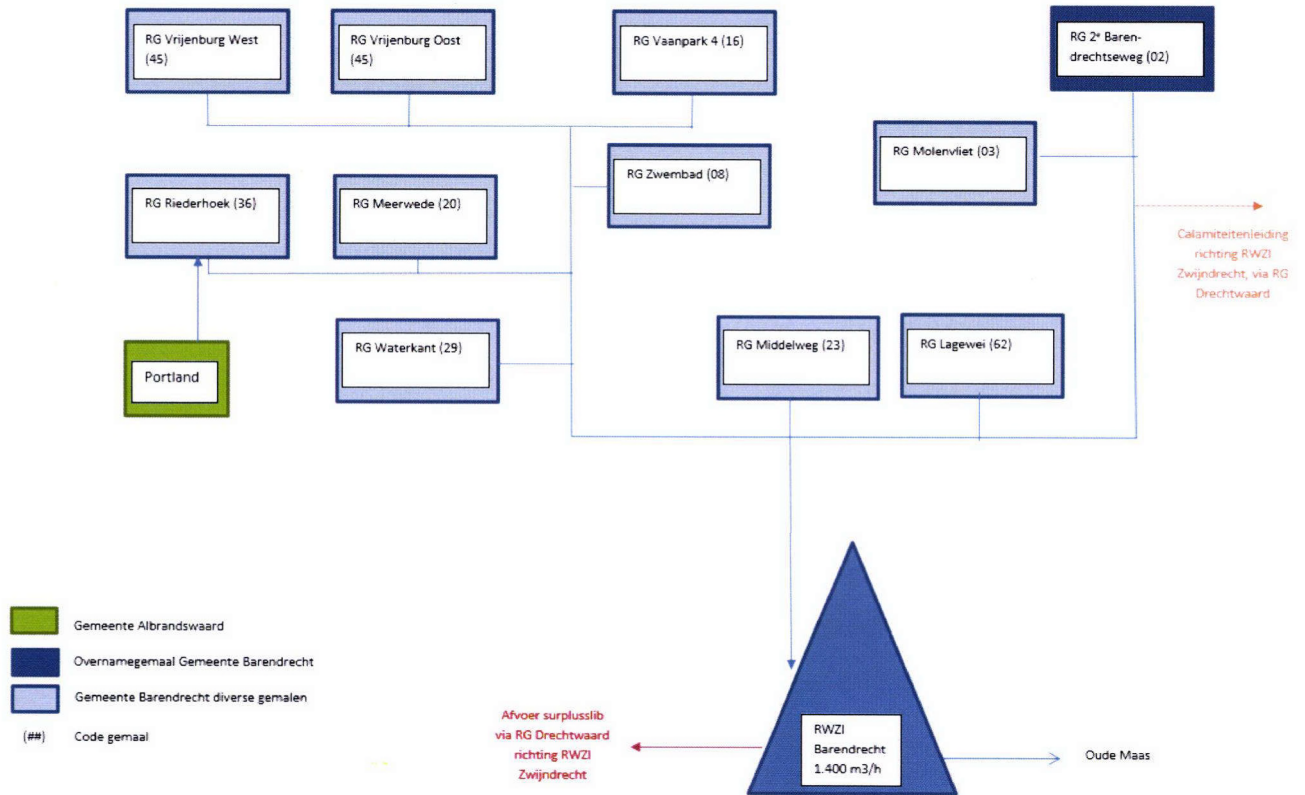 RG Vrijenburg West
(45)
RG Vrijenburg Oost
(45)
RG Vaanpark 4 (16)
RG 2ᵉ Baren-
drechtseweg (02)
RG Molenvliet (03)
RG Zwembad (08)
RG Riederhoek (36)
RG Meerwede (20)
Calamiteitenleiding
richting RWZI
Zwijndrecht, via RG
Drechtwaard
RG Waterkant (29)
RG Middelweg (23)
RG Lagewei (62)
Portland
Gemeente Albrandswaard
Overnamegemaal Gemeente Barendrecht
Gemeente Barendrecht diverse gemalen
(##) Code gemaal
Afvoer surplusslib
via RG Drechtwaard
richting RWZI
Zwijndrecht
RWZI
Barendrecht
1.400 m3/h
Oude Maas